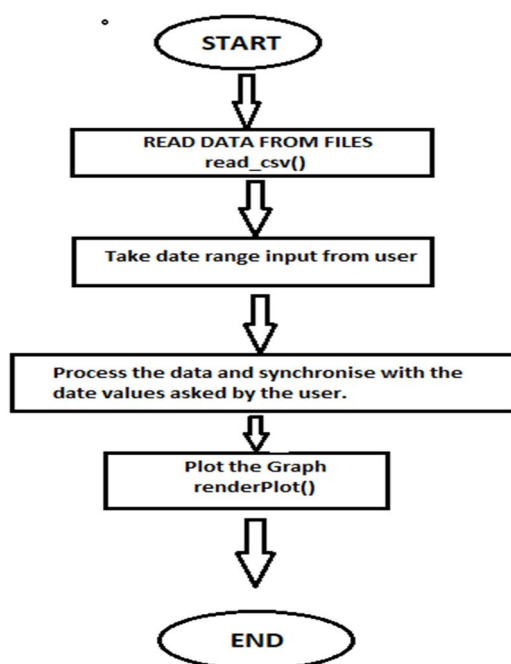 START
READ DATA FROM FILES
read_csv()
Take date range input from user
Process the data and synchronise with the
date values asked by the user.
Plot the Graph
renderPlot()
END